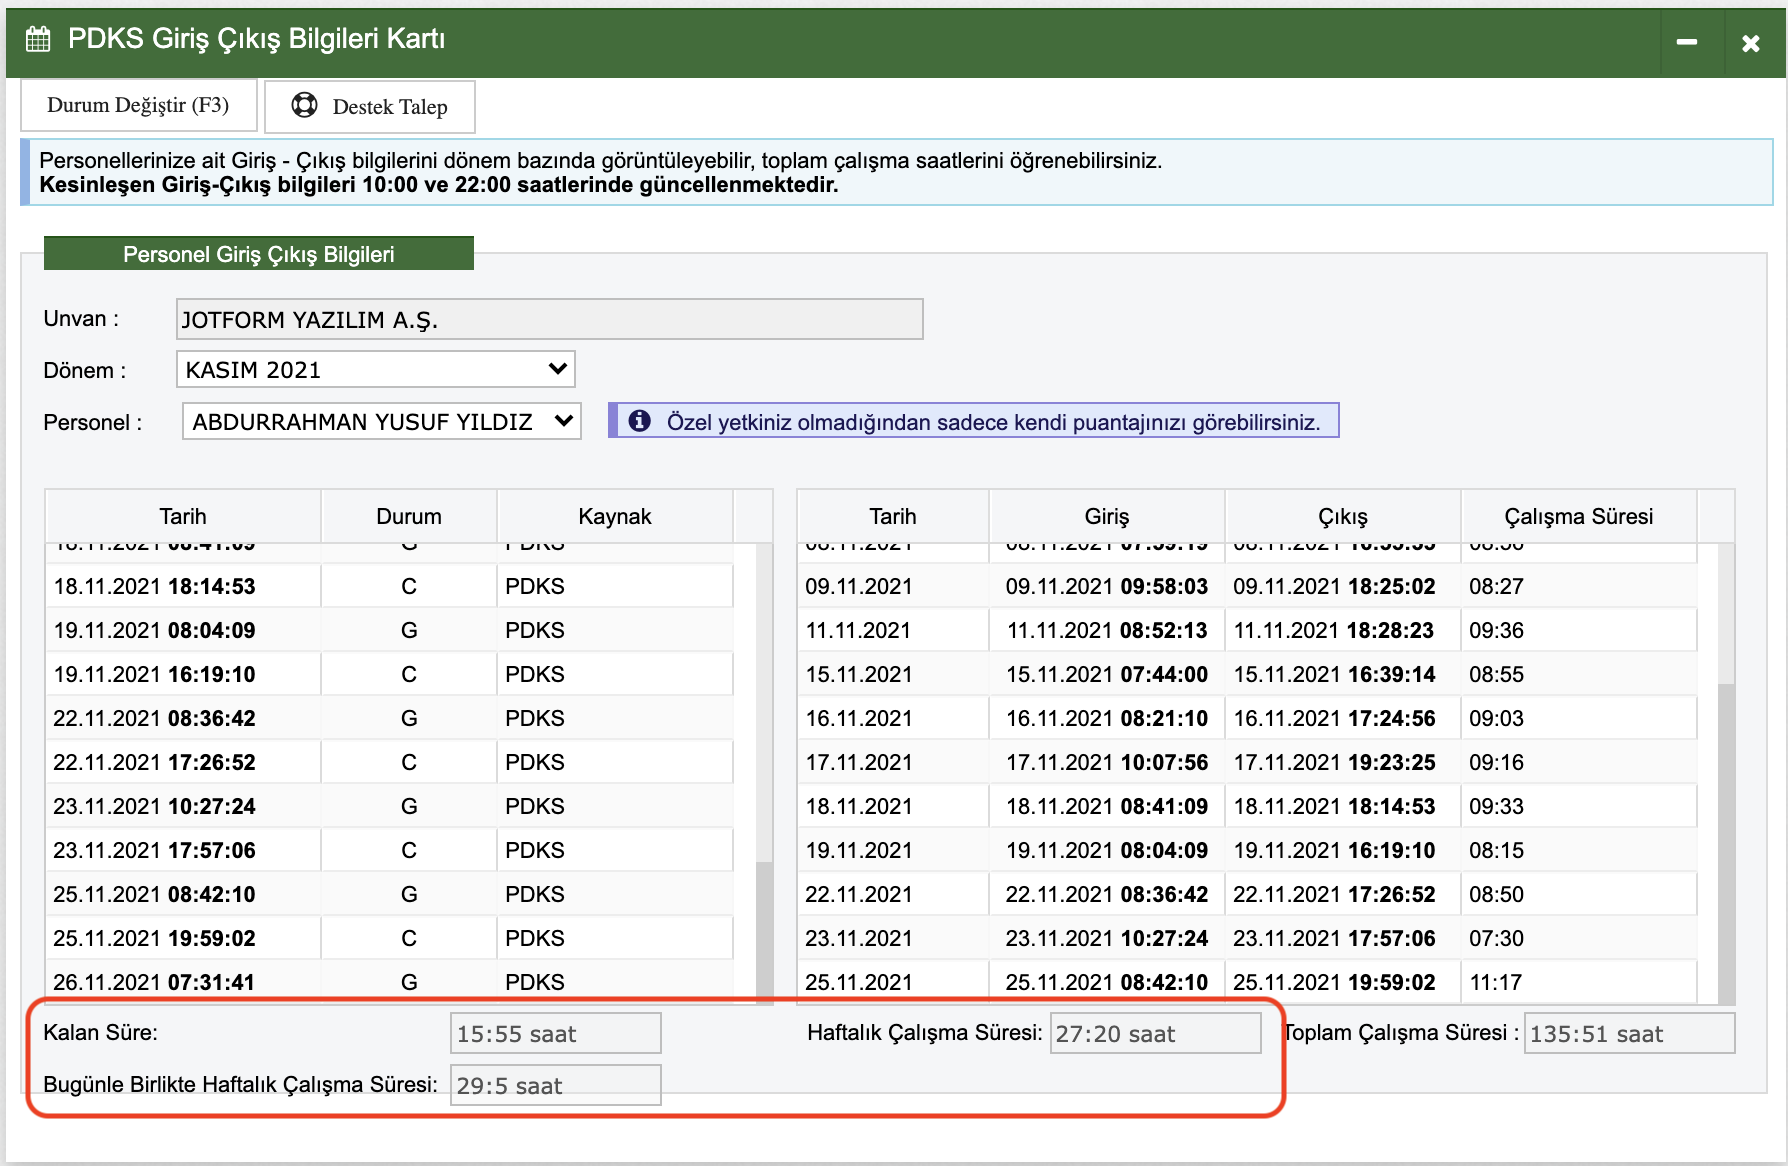 PDKS Giriş Çıkış Bilgileri Kartı
Durum Değiştir (F3) Destek Talep
Personellerinize ait Giriş - Çıkış bilgilerini dönem bazında görüntüleyebilir, toplam çalışma saatlerini öğrenebilirsiniz.
Kesinleşen Giriş-Çıkış bilgileri 10:00 ve 22:00 saatlerinde güncellenmektedir.
Personel Giriş Çıkış Bilgileri
Unvan : JOTFORM YAZILIM A.Ş.
Dönem : KASIM 2021
Personel : ABDURRAHMAN YUSUF YILDIZ Özel yetkiniz olmadığından sadece kendi puantajınızı görebilirsiniz.
Tarih Durum Kaynak Tarih Giriş Çıkış Çalışma Süresi
18.11.2021 18:14:53 C PDKS 09.11.2021 09.11.2021 09:58:03 09.11.2021 18:25:02 08:27
19.11.2021 08:04:09 G PDKS 11.11.2021 11.11.2021 08:52:13 11.11.2021 18:28:23 09:36
19.11.2021 16:19:10 C PDKS 15.11.2021 15.11.2021 07:44:00 15.11.2021 16:39:14 08:55
22.11.2021 08:36:42 G PDKS 16.11.2021 16.11.2021 08:21:10 16.11.2021 17:24:56 09:03
22.11.2021 17:26:52 C PDKS 17.11.2021 17.11.2021 10:07:56 17.11.2021 19:23:25 09:16
23.11.2021 10:27:24 G PDKS 18.11.2021 18.11.2021 08:41:09 18.11.2021 18:14:53 09:33
23.11.2021 17:57:06 C PDKS 19.11.2021 19.11.2021 08:04:09 19.11.2021 16:19:10 08:15
25.11.2021 08:42:10 G PDKS 22.11.2021 22.11.2021 08:36:42 22.11.2021 17:26:52 08:50
25.11.2021 19:59:02 C PDKS 23.11.2021 23.11.2021 10:27:24 23.11.2021 17:57:06 07:30
26.11.2021 07:31:41 G PDKS 25.11.2021 25.11.2021 08:42:10 25.11.2021 19:59:02 11:17
Kalan Süre: 15:55 saat Haftalık Çalışma Süresi: 27:20 saat Toplam Çalışma Süresi : 135:51 saat
Bugünle Birlikte Haftalık Çalışma Süresi: 29:5 saat